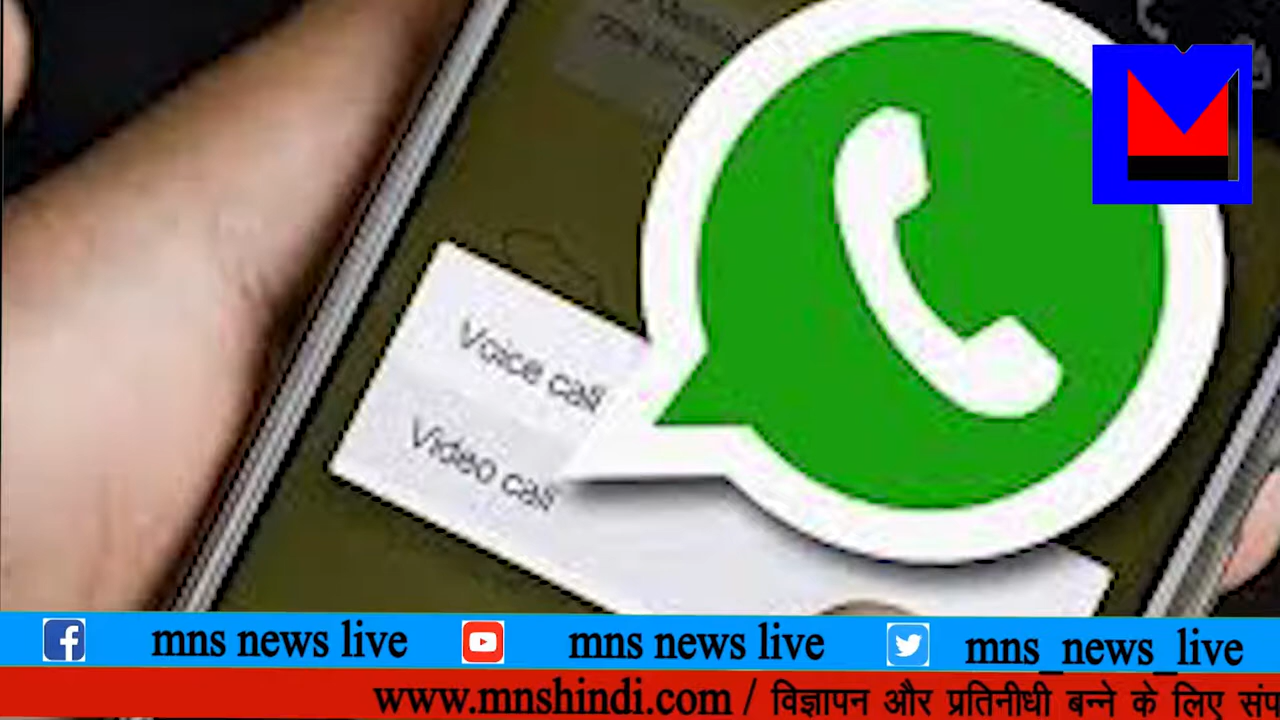 Voice call
Video call
mns news live mns news live mns_news_live
www.mnshindi.com / विज्ञापन और प्रतिनीधी बन्ने के लिए